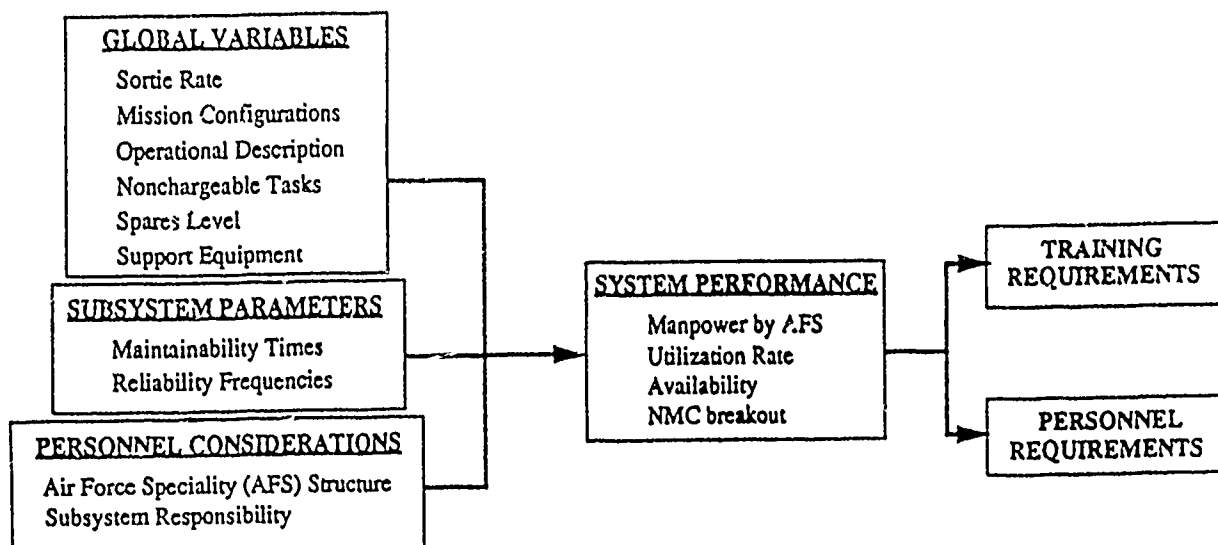 GLOBAL VARIABLES
Sortie Rate
Mission Configurations
Operational Description
Nonchargeable Tasks
Spares Level
Support Equipment
SUBSYSTEM PARAMETERS
Maintainability Times
Reliability Frequencies
PERSONNEL CONSIDERATIONS
Air Force Speciality (AFS) Structure
Subsystem Responsibility
SYSTEM PERFORMANCE
Manpower by AFS
Utilization Rate
Availability
NMC breakout
TRAINING
REQUIREMENTS
PERSONNEL
REQUIREMENTS